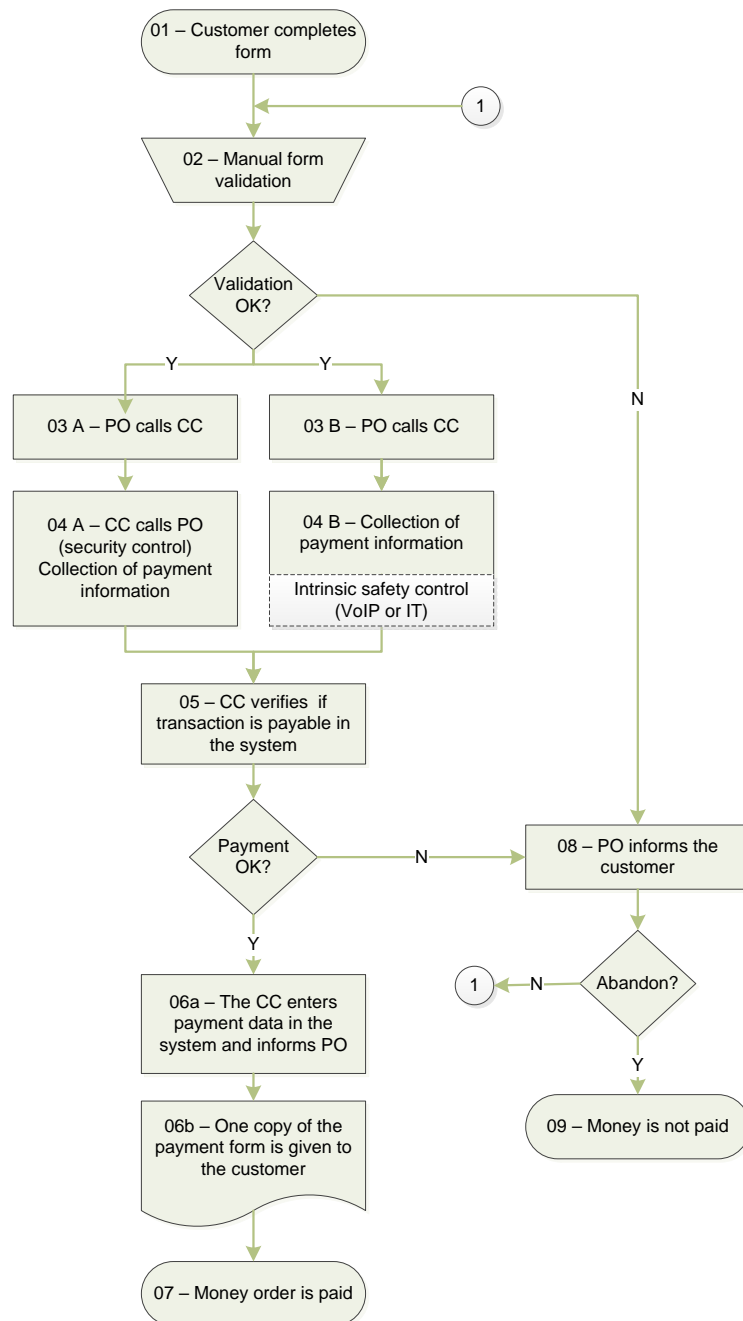 01 – Customer completes
form
1
02 – Manual form
validation
Validation
OK?
Y
Y
N
03 A – PO calls CC
03 B – PO calls CC
04 A – CC calls PO
(security control)
Collection of payment
information
04 B – Collection of
payment information
Intrinsic safety control
(VoIP or IT)
05 – CC verifies if
transaction is payable in
the system
Payment
OK?
N
08 – PO informs the
customer
Y
Abandon?
N
1
Y
06a – The CC enters
payment data in the
system and informs PO
09 – Money is not paid
06b – One copy of the
payment form is given to
the customer
07 – Money order is paid